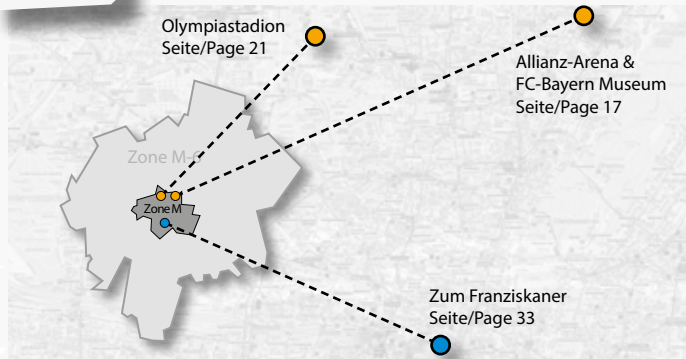 Olympiastadion
Seite/Page 21
Allianz-Arena &
FC-Bayern Museum
Seite/Page 17
Zone M-6
Zone M
Zum Franziskaner
Seite/Page 33